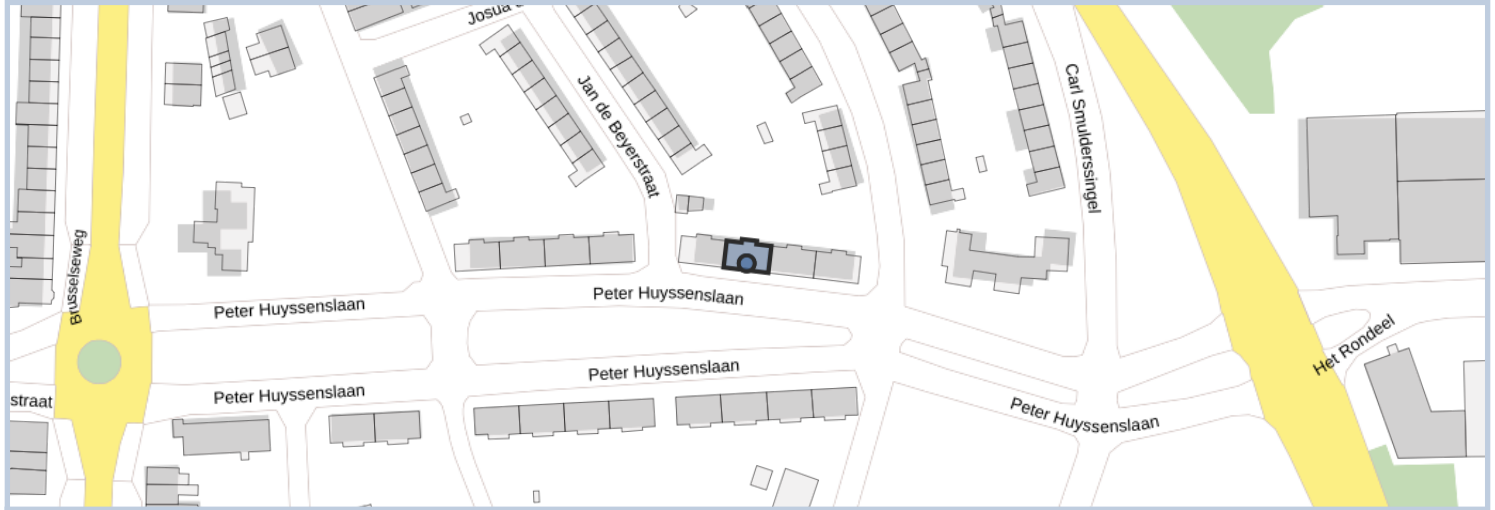 Josua
Jan de Beyerstraat
Carl Smulderssingel
Brusselseweg
Peter Huyssenslaan
Peter Huyssenslaan
Het Rondeel
Peter Huyssenslaan
Peter Huyssenslaan
straat
Peter Huyssenslaan